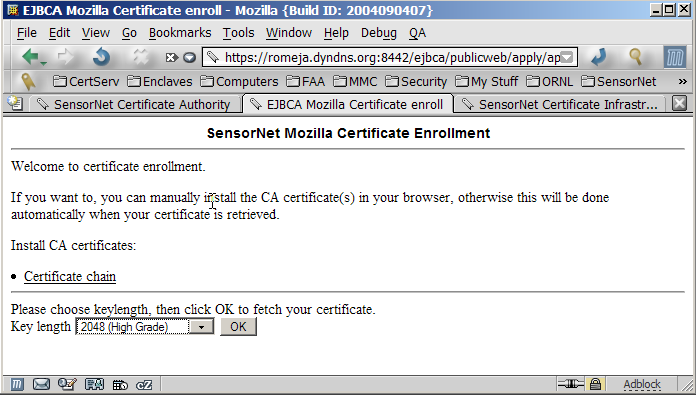 EJBCA Mozilla Certificate enroll - Mozilla {Build ID: 2004090407}
File Edit View Go Bookmarks Tools Window Help Debug QA
https://romeja.dyndns.org:8442/ejbca/publicweb/apply/ap
CertServ Enclaves Computers FAA MMC Security My Stuff ORNL SensorNet »
SensorNet Certificate Authority EJBCA Mozilla Certificate enroll SensorNet Certificate Infrastr...
SensorNet Mozilla Certificate Enrollment
Welcome to certificate enrollment.
If you want to, you can manually install the CA certificate(s) in your browser, otherwise this will be done
automatically when your certificate is retrieved.
Install CA certificates:
Certificate chain
Please choose keylength, then click OK to fetch your certificate.
Key length 2048 (High Grade) OK
Adblock